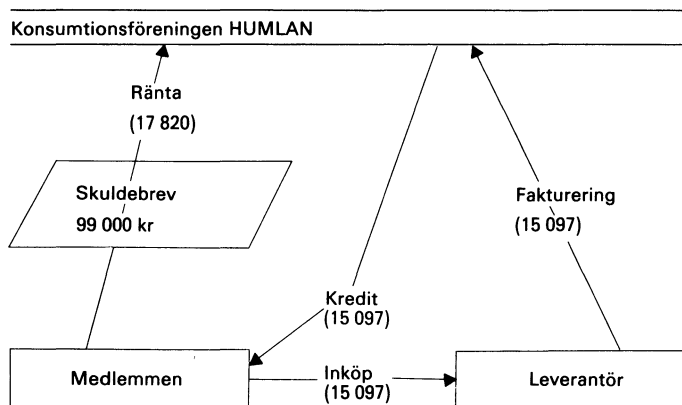 Konsumtionsföreningen HUMLAN
Ränta
(17 820)
Skuldebrev
99 000 kr
Fakturering
(15 097)
Kredit
(15 097)
Medlemmen
Inköp
(15 097)
Leverantör